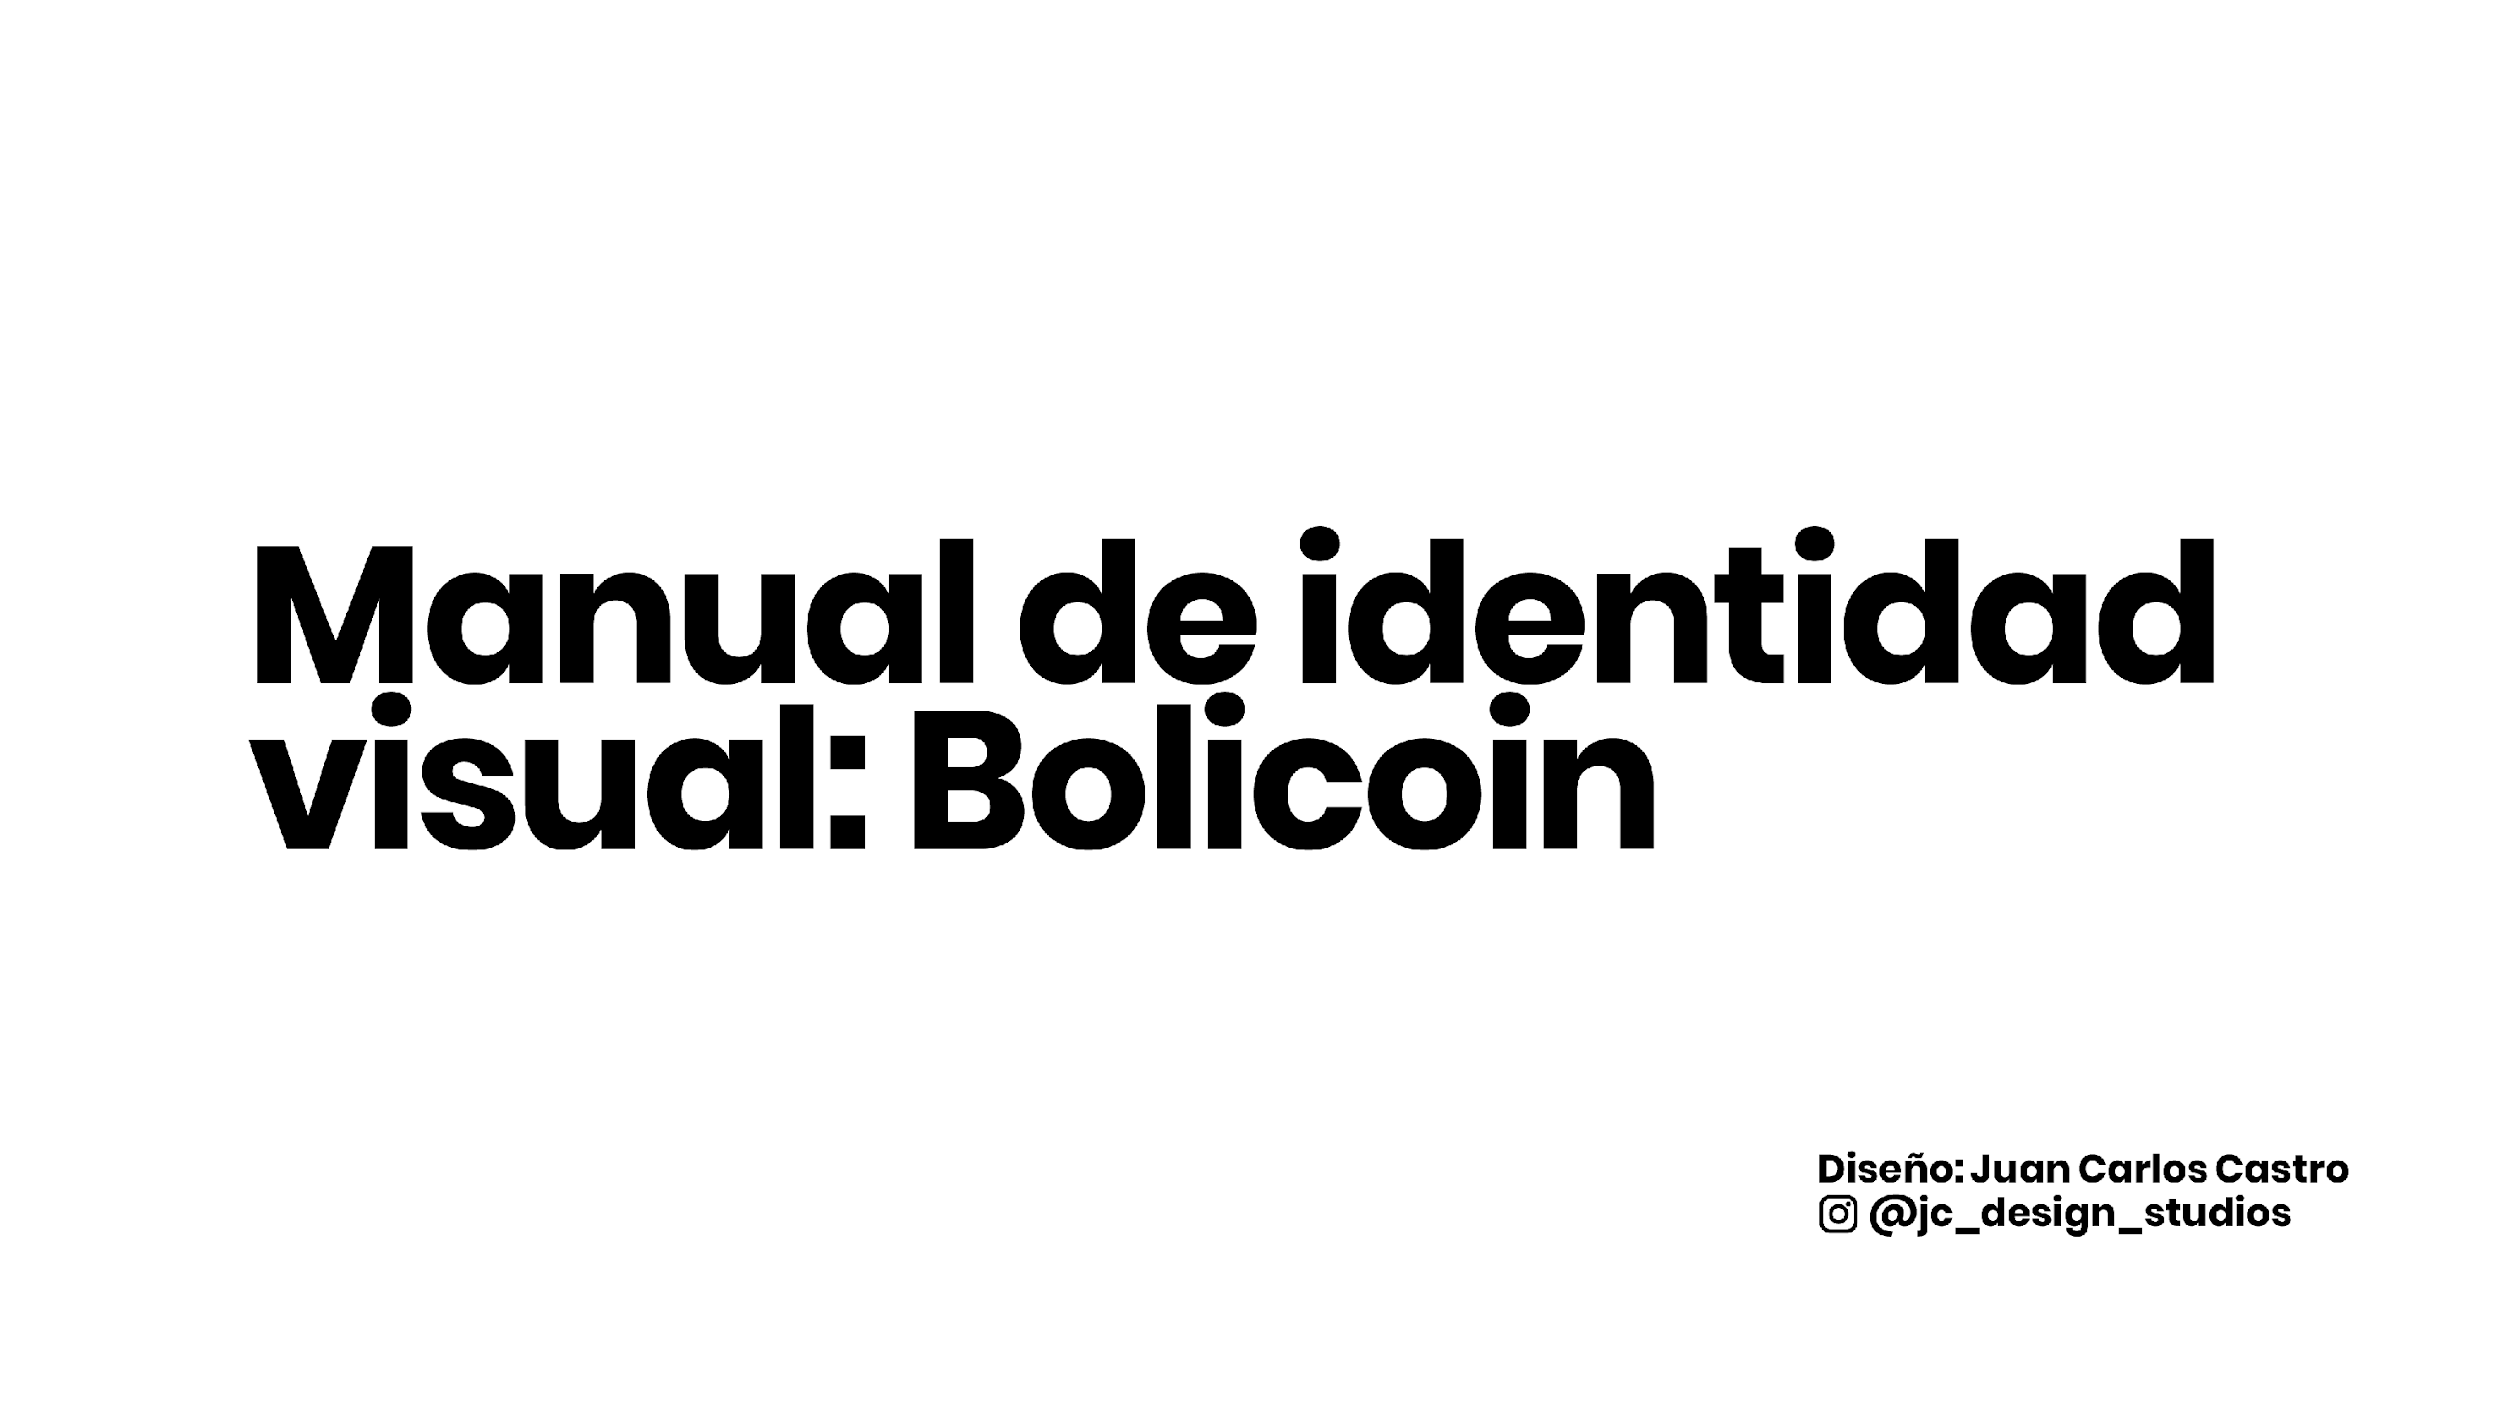 Manual de identidad
visual: Bolicoin
Diseño: Juan Carlos Castro
@jc_design_studios